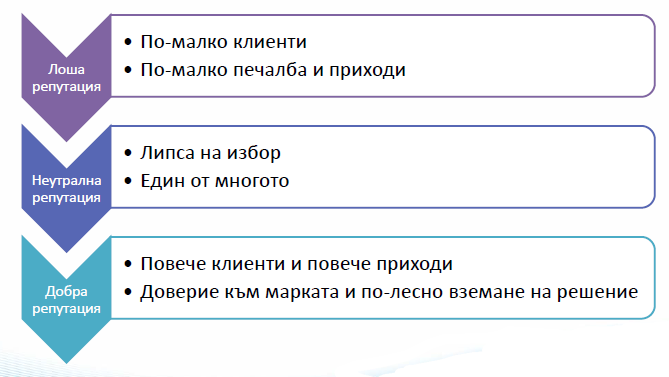 Лоша
репутация
• По-малко клиенти
• По-малко печалба и приходи
Неутрална
репутация
• Липса на избор
• Един от многото
Добра
репутация
• Повече клиенти и повече приходи
• Доверие към марката и по-лесно вземане на решение